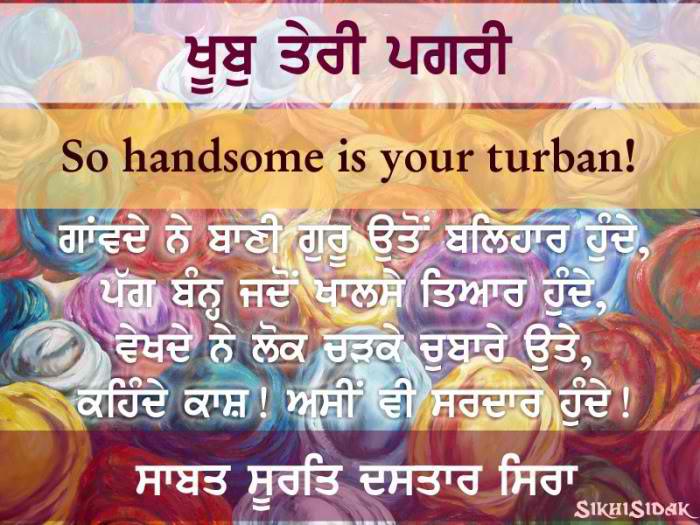 ਖੂਬੁ ਤੇਰੀ ਪਗਰੀ
So handsome is your turban!
ਗਾਂਵਦੇ ਨੇ ਬਾਣੀ ਗੁਰੂ ਉਤੋਂ ਬਲਿਹਾਰ ਹੁੰਦੇ,
ਪੱਗ ਬੰਨ੍ਹ ਜਦੋਂ ਖਾਲਸੇ ਤਿਆਰ ਹੁੰਦੇ,
ਵੇਖਦੇ ਨੇ ਲੋਕ ਚੜਕੇ ਚੁਬਾਰੇ ਉਤੇ,
ਕਹਿੰਦੇ ਕਾਸ਼! ਅਸੀਂ ਵੀ ਸਰਦਾਰ ਹੁੰਦੇ!
ਸਾਬਤ ਸੂਰਤਿ ਦਸਤਾਰ ਸਿਰਾ
SIKHISIDAK